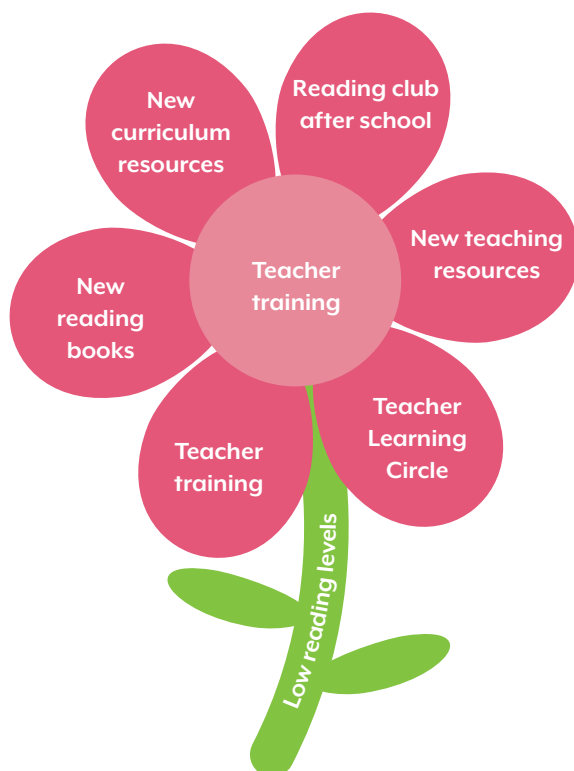 New
curriculum
resources
Reading club
after school
New teaching
resources
Teacher
training
New
reading
books
Teacher
Learning
Circle
Teacher
training
Low reading levels